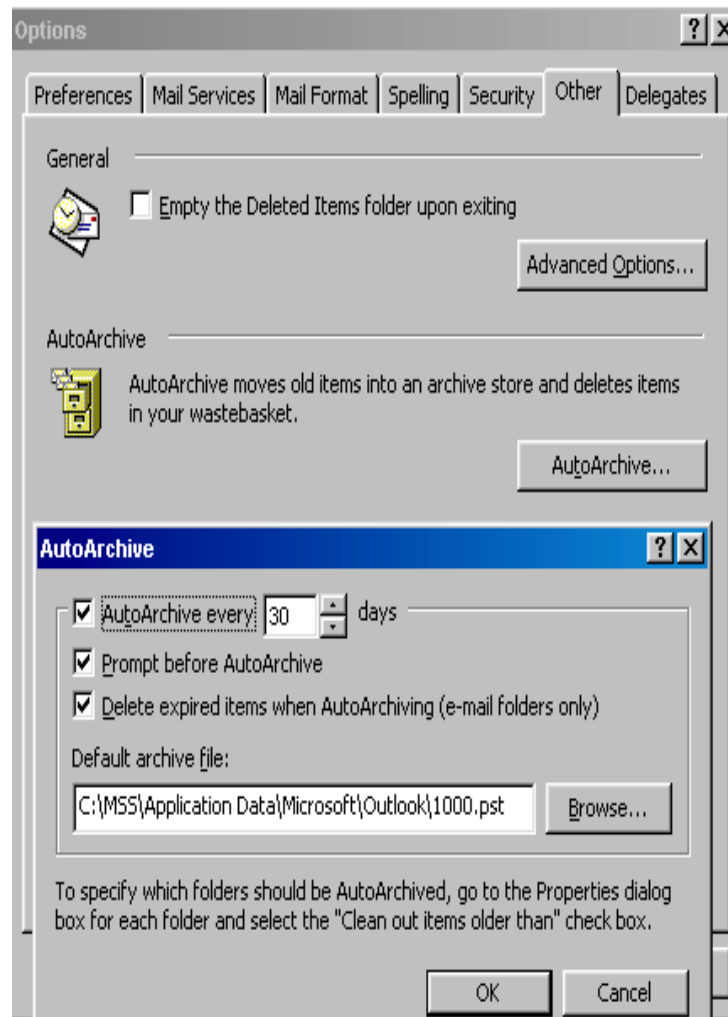 Options
Preferences Mail Services Mail Format Spelling Security Other Delegates
General
Empty the Deleted Items folder upon exiting
Advanced Options...
AutoArchive
AutoArchive moves old items into an archive store and deletes items
in your wastebasket.
AutoArchive...
AutoArchive
AutoArchive every 30 days
Prompt before AutoArchive
Delete expired items when AutoArchiving (e-mail folders only)
Default archive file:
C:\MSS\Application Data\Microsoft\Outlook\1000.pst Browse...
To specify which folders should be AutoArchived, go to the Properties dialog
box for each folder and select the "Clean out items older than" check box.
OK Cancel